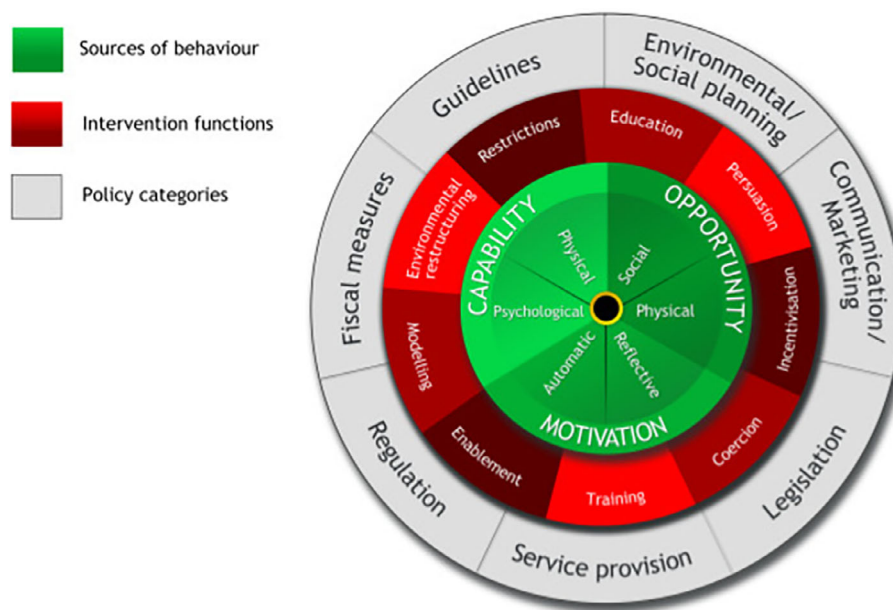 Sources of behaviour
Intervention functions
Policy categories
Guidelines
Environmental/
Social planning
Communication/
Marketing
Legislation
Service provision
Regulation
Fiscal measures
Restrictions
Education
Persuasion
Incentivisation
Coercion
Training
Enablement
Modelling
Environmental
restructuring
CAPABILITY
OPPORTUNITY
MOTIVATION
Physical
Social
Physical
Reflective
Automatic
Psychological